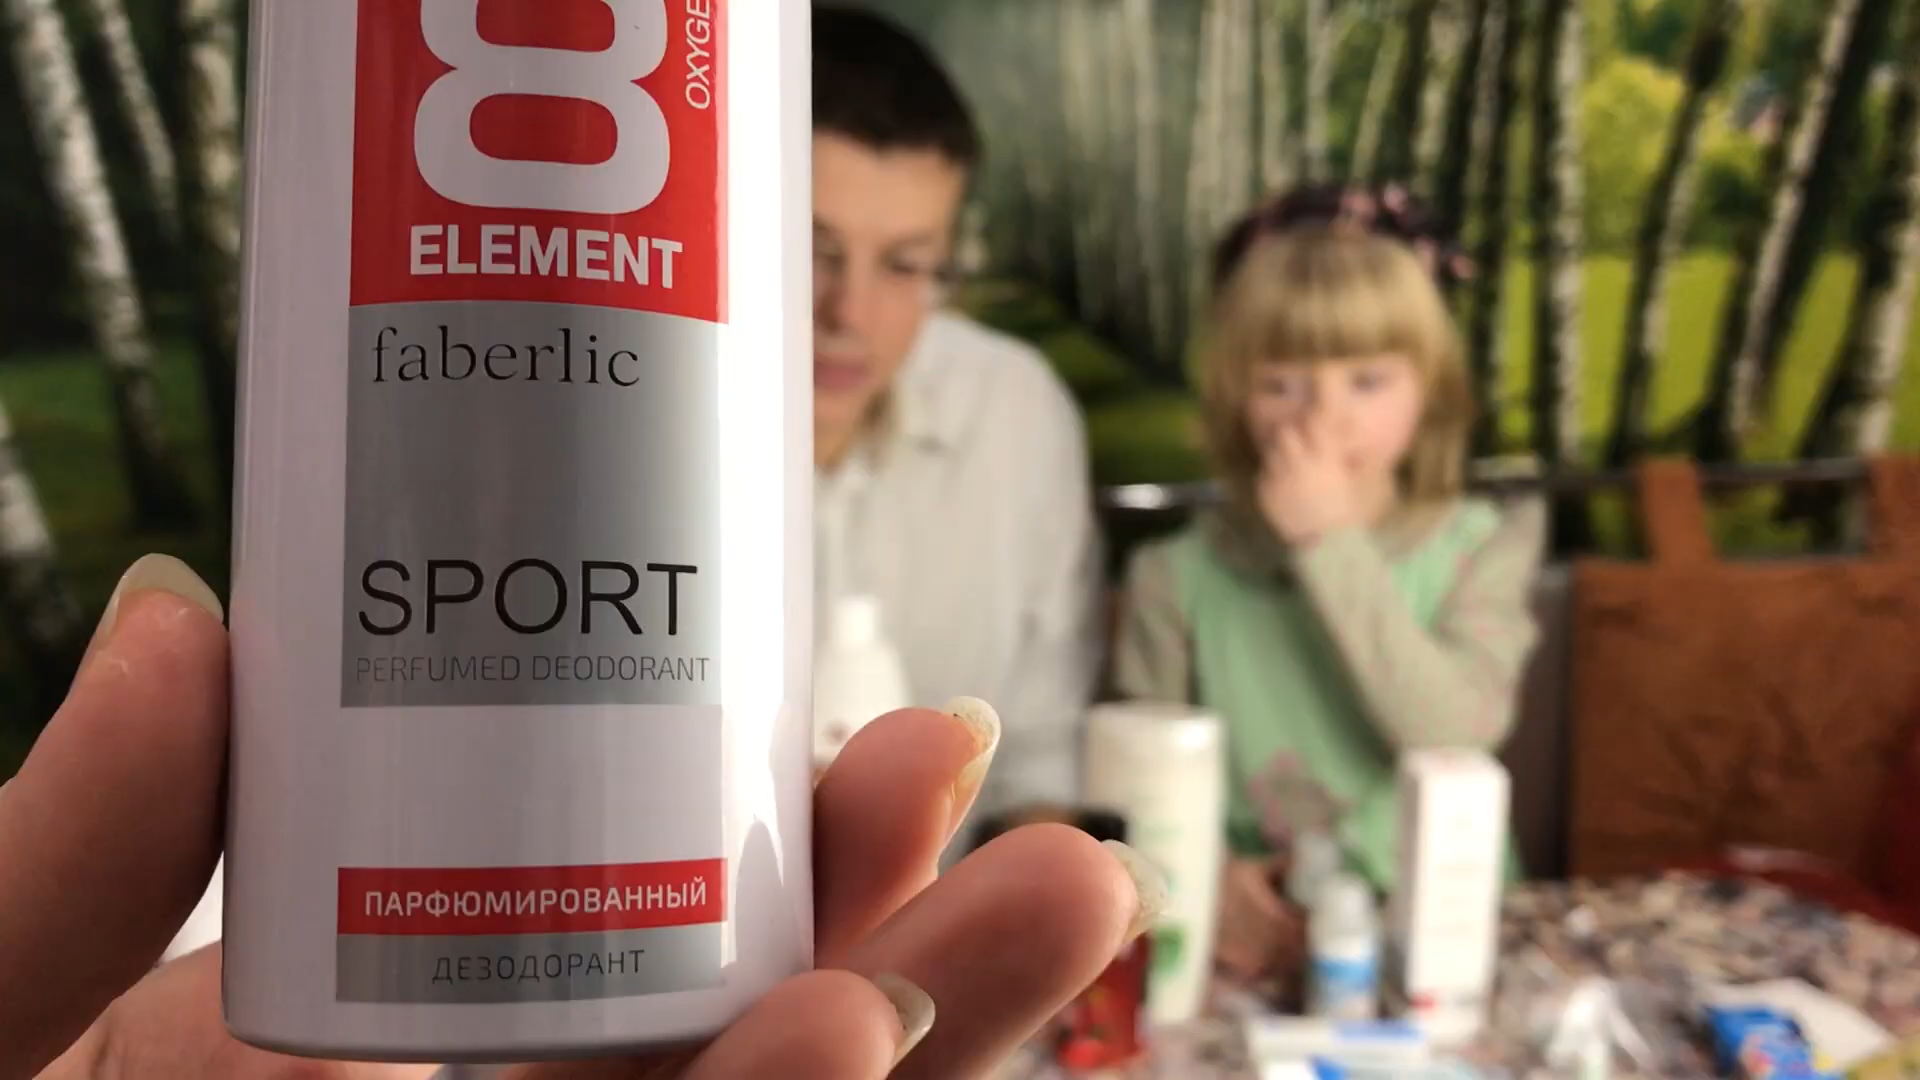 8
OXYGE
ELEMENT
faberlic
SPORT
PERFUMED DEODORANT
ПАРФЮМИРОВАННЫЙ
ДЕЗОДОРАНТ